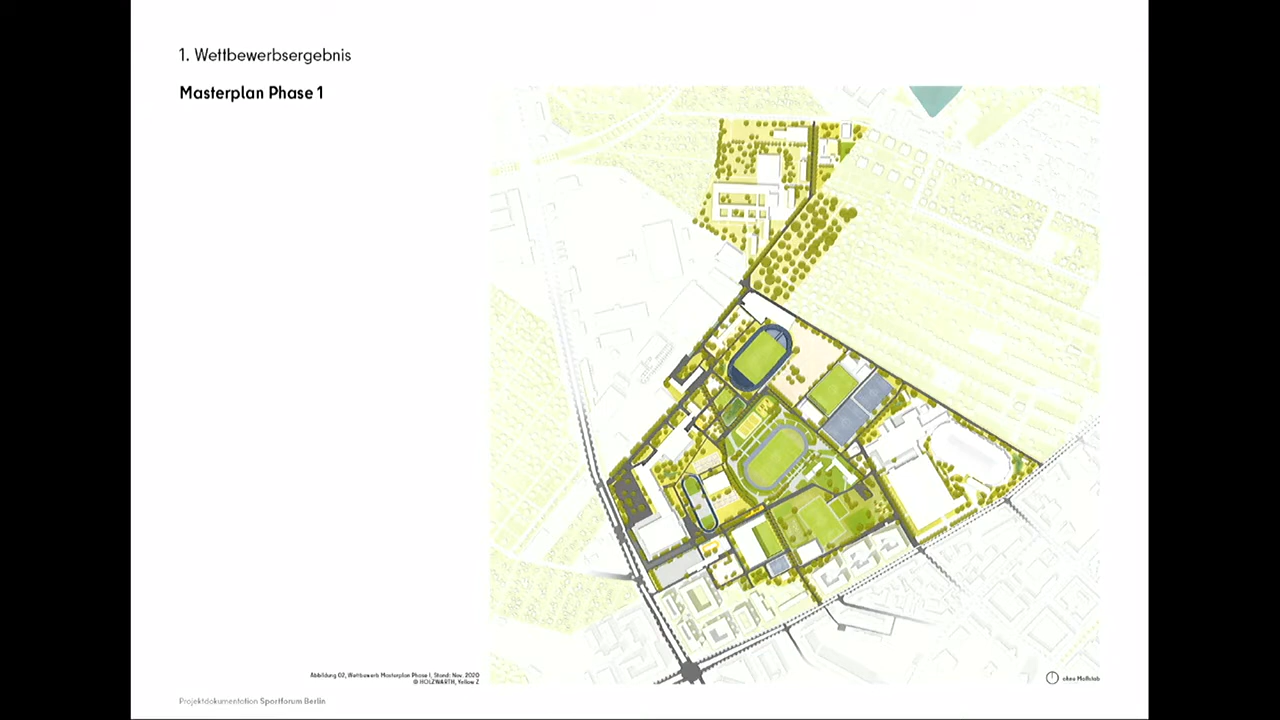 1. Wettbewerbsergebnis
Masterplan Phase 1
Abbildung 02, Wettbewerb Masterplan Phase I, Stand: Nov. 2020
© HOLZWARTH, Yellow Z
ohne Maßstab
Projektdokumentation Sportforum Berlin